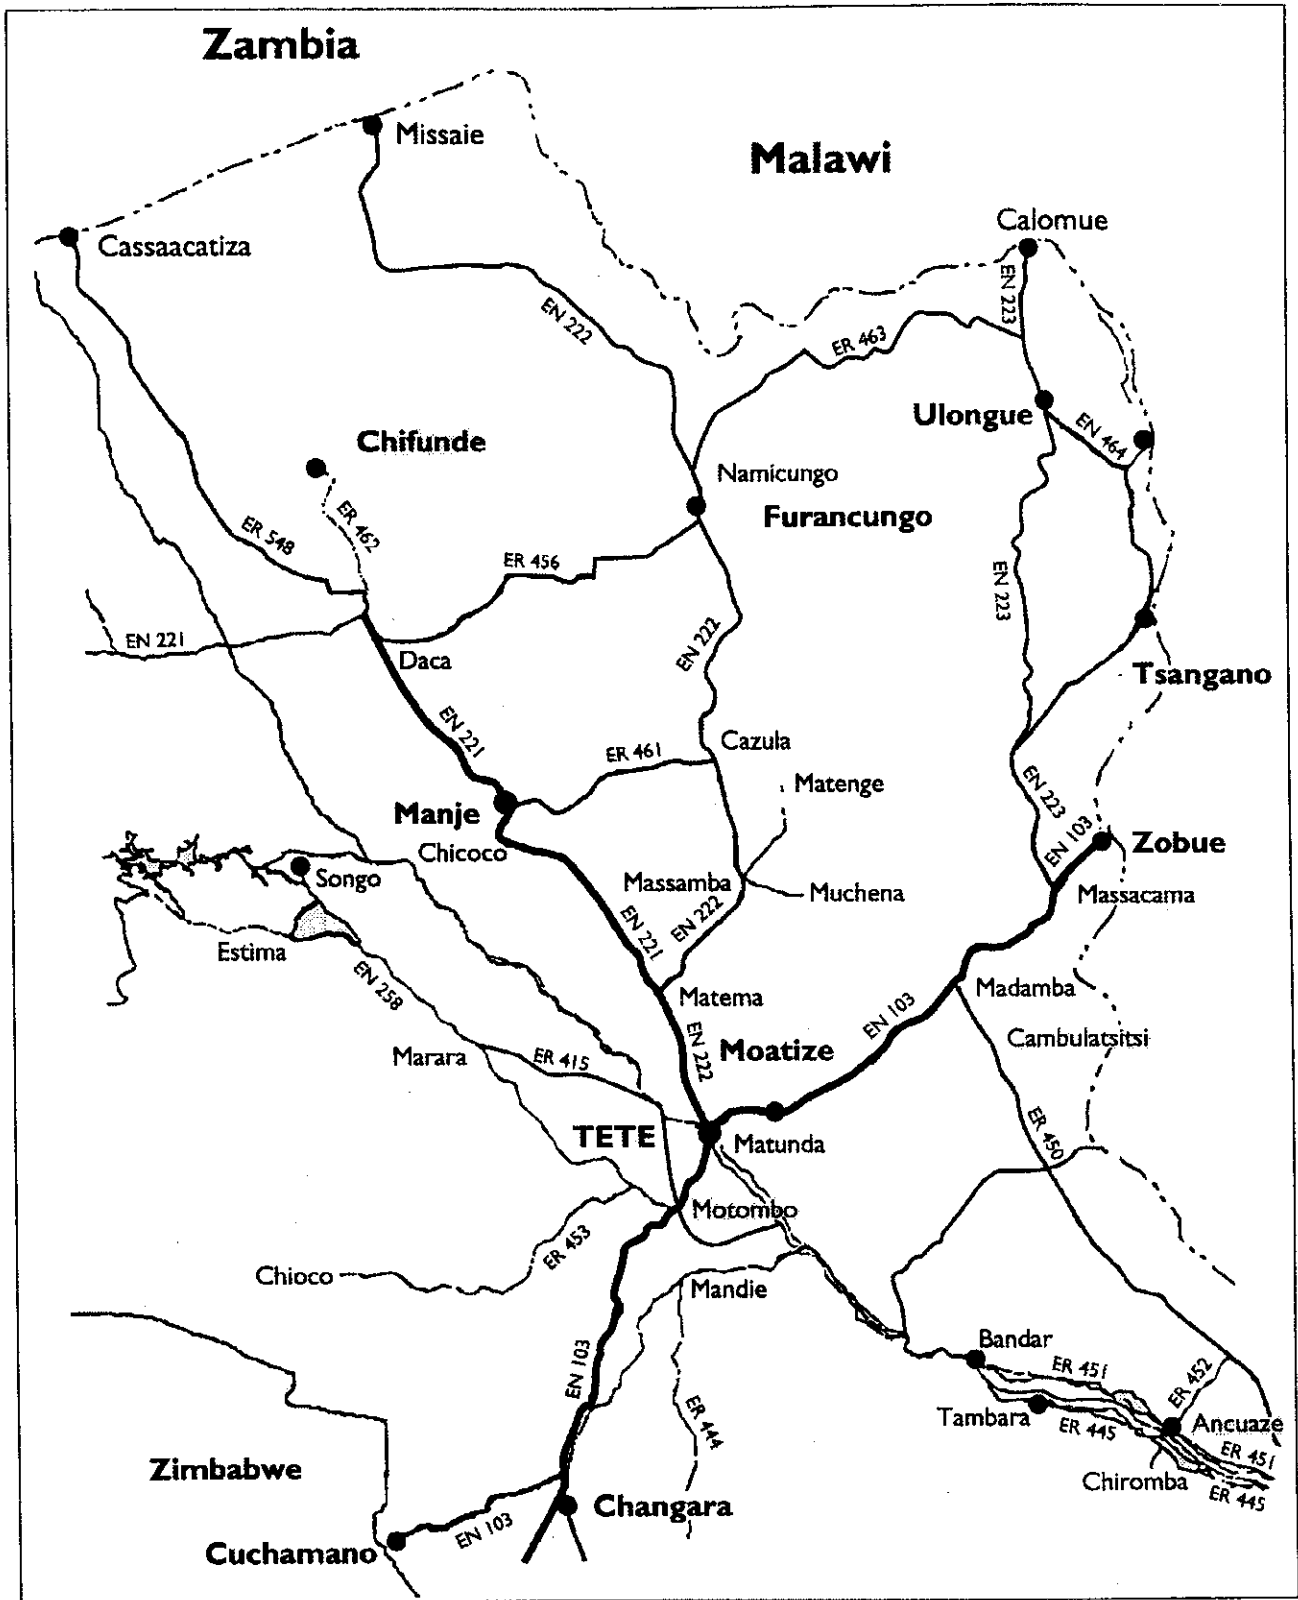 Zambia
Missaie
Malawi
Calomue
Cassaacatiza
EN 223
EN 222
ER 463
Ulongue
EN 464
Chifunde
Namicungo
Furancungo
ER 462
ER 548
ER 456
EN 223
EN 222
EN 221
Daca
Tsangano
EN 221
Cazula
ER 461
Matenge
EN 223
Manje
EN 103
Zobue
Chicoco
Songo
Massamba
Muchena
Massacama
EN 222
EN 221
Estima
EN 258
Matema
Madamba
EN 103
EN 222
Moatize
Cambulatsitsi
Marara
ER 415
ER 450
TETE
Matunda
Motombo
ER 453
Chioco
Mandie
Bandar
EN 103
ER 451
ER 452
Tambara
ER 445
Ancuaze
ER 444
ER 451
Zimbabwe
Chiromba
ER 445
Changara
EN 103
Cuchamano